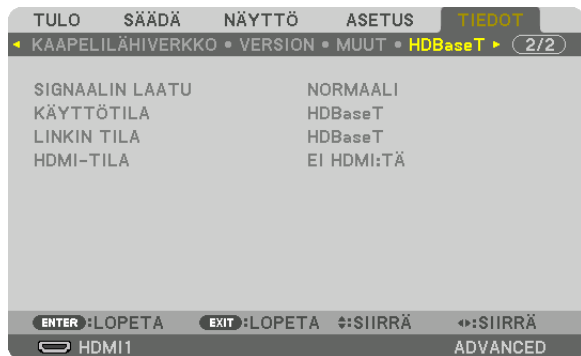 TULO SÄÄDÄ NÄYTTÖ ASETUS TIEDOT
◂ KAAPELILÄHIVERKKO • VERSION • MUUT • HDBaseT ▸ 2/2
SIGNAALIN LAATU NORMAALI
KÄYTTÖTILA HDBaseT
LINKIN TILA HDBaseT
HDMI-TILA EI HDMI:TÄ
ENTER :LOPETA EXIT :LOPETA :SIIRRÄ :SIIRRÄ
HDMI1 ADVANCED